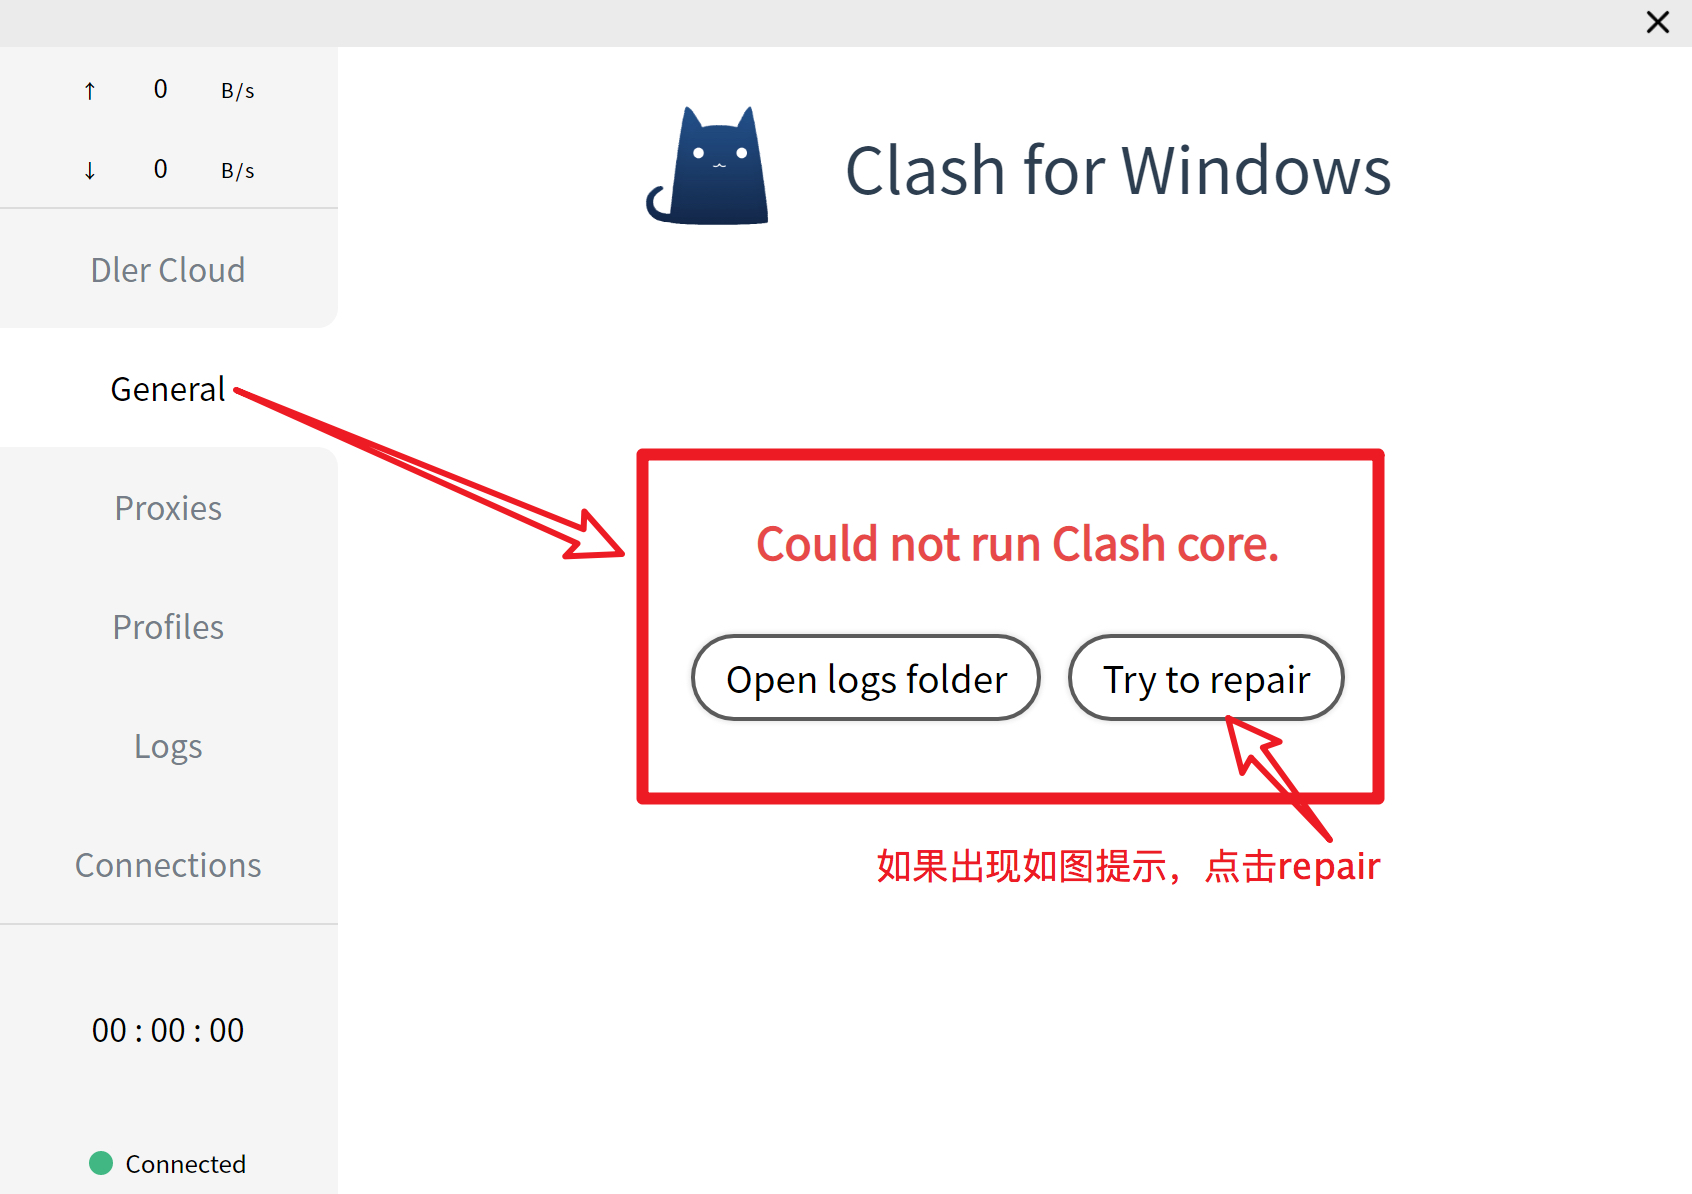 ↑ 0 B/s
↓ 0 B/s
Dler Cloud
General
Proxies
Profiles
Logs
Connections
00 : 00 : 00
Connected
Clash for Windows
Could not run Clash core.
Open logs folder
Try to repair
如果出现如图提示，点击repair